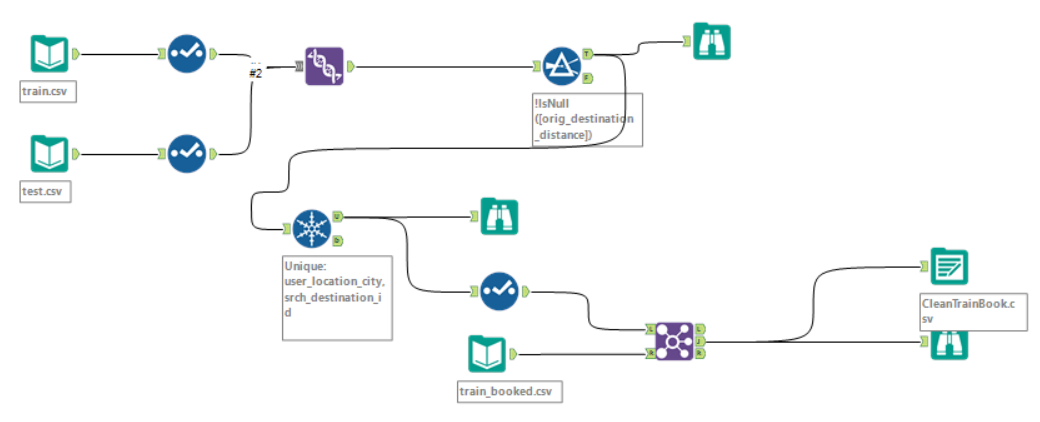 train.csv
#2
T
F
!IsNull
([orig_destination
_distance])
test.csv
U
D
Unique:
user_location_city,
srch_destination_i
d
CleanTrainBook.c
sv
L
R
L
J
R
train_booked.csv